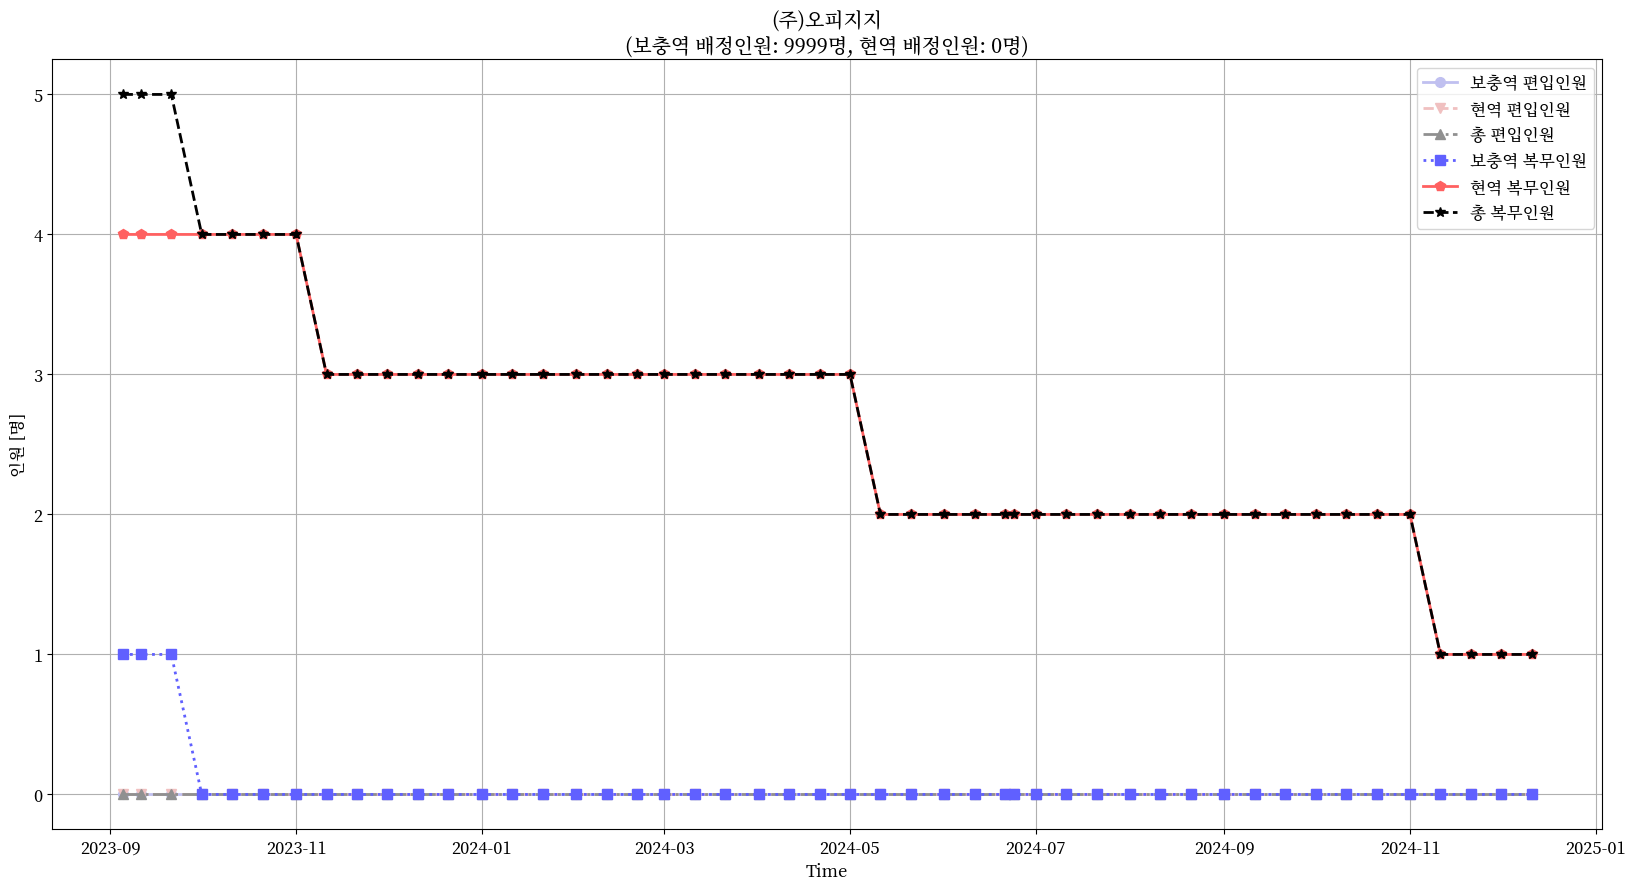 (주)오피지지
(보충역 배정인원: 9999명, 현역 배정인원: 0명)
보충역 편입인원
현역 편입인원
총 편입인원
보충역 복무인원
현역 복무인원
총 복무인원
인원 [명]
5
4
3
2
1
0
2023-09 2023-11 2024-01 2024-03 2024-05 2024-07 2024-09 2024-11 2025-01
Time